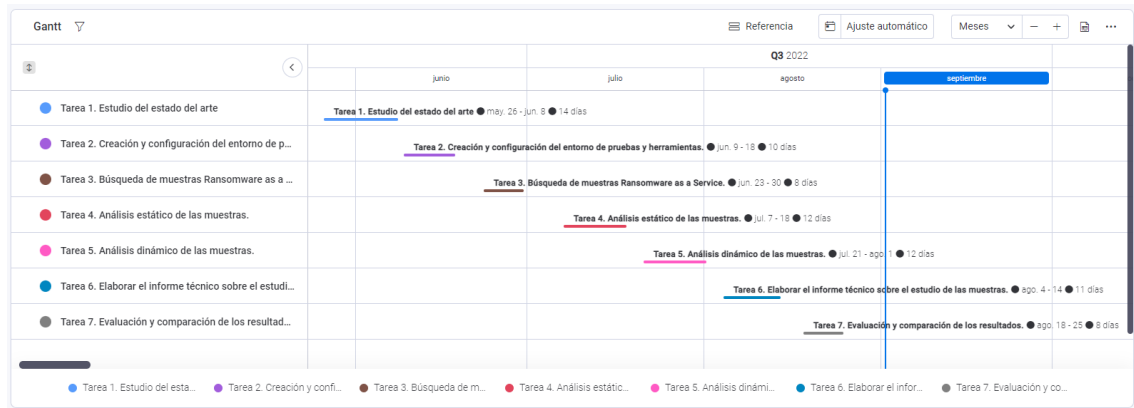 Gantt
Referencia
Ajuste automático
Meses
Q3 2022
junio julio agosto septiembre
Tarea 1. Estudio del estado del arte
Tarea 1. Estudio del estado del arte ● may. 26 - jun. 8 ● 14 días
Tarea 2. Creación y configuración del entorno de p...
Tarea 2. Creación y configuración del entorno de pruebas y herramientas. ● jun. 9 - 18 ● 10 días
Tarea 3. Búsqueda de muestras Ransomware as a ...
Tarea 3. Búsqueda de muestras Ransomware as a Service. ● jun. 23 - 30 ● 8 días
Tarea 4. Análisis estático de las muestras.
Tarea 4. Análisis estático de las muestras. ● jul. 7 - 18 ● 12 días
Tarea 5. Análisis dinámico de las muestras.
Tarea 5. Análisis dinámico de las muestras. ● jul. 21 - ago. 1 ● 12 días
Tarea 6. Elaborar el informe técnico sobre el estudi...
Tarea 6. Elaborar el informe técnico sobre el estudio de las muestras. ● ago. 4 - 14 ● 11 días
Tarea 7. Evaluación y comparación de los resultad...
Tarea 7. Evaluación y comparación de los resultados. ● ago. 18 - 25 ● 8 días
Tarea 1. Estudio del esta... Tarea 2. Creación y confi... Tarea 3. Búsqueda de m... Tarea 4. Análisis estátic... Tarea 5. Análisis dinámi... Tarea 6. Elaborar el infor... Tarea 7. Evaluación y co...